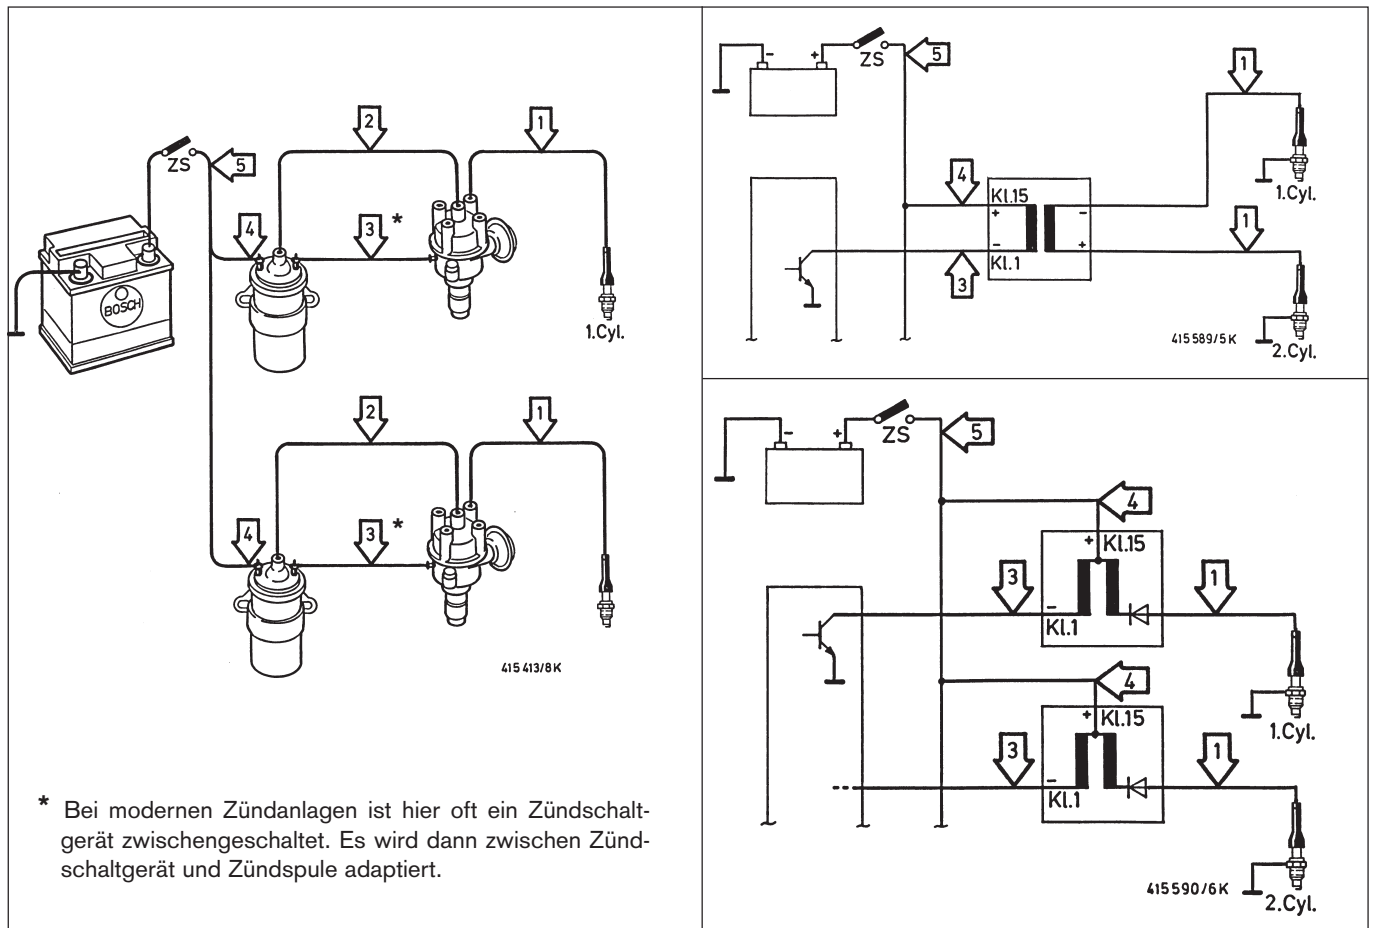 2
1
ZS
5
4
3 *
BOSCH
1.Cyl.
2
1
4
3 *
415 413/8 K
* Bei modernen Zündanlagen ist hier oft ein Zündschalt-
gerät zwischengeschaltet. Es wird dann zwischen Zünd-
schaltgerät und Zündspule adaptiert.
- +
ZS
5
1
4
1.Cyl.
Kl.15
+ -
1
- +
Kl.1
3
415 589/5 K
2.Cyl.
- +
ZS
5
4
+ Kl.15
3
1
-
Kl.1
4
1.Cyl.
+ Kl.15
3
1
-
Kl.1
415 590/6 K
2.Cyl.